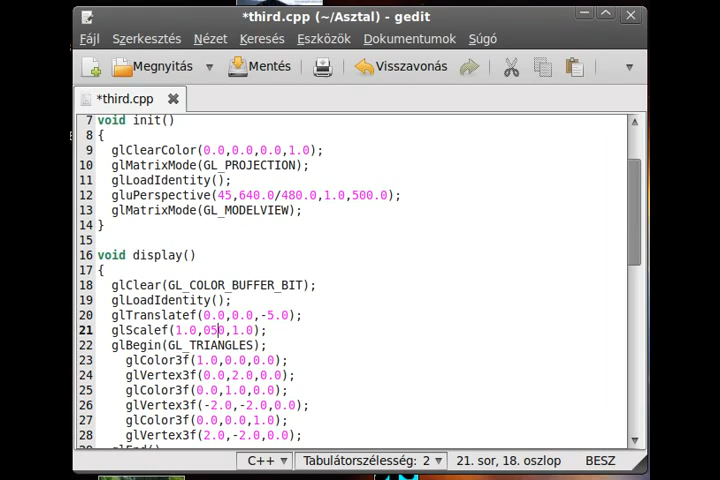 *third.cpp (~/Asztal) - gedit
Fájl Szerkesztés Nézet Keresés Eszközök Dokumentumok Súgó
Megnyitás Mentés Visszavonás
*third.cpp
7 void init()
8 {
9 glClearColor(0.0,0.0,0.0,1.0);
10 glMatrixMode(GL_PROJECTION);
11 glLoadIdentity();
12 gluPerspective(45,640.0/480.0,1.0,500.0);
13 glMatrixMode(GL_MODELVIEW);
14 }
15
16 void display()
17 {
18 glClear(GL_COLOR_BUFFER_BIT);
19 glLoadIdentity();
20 glTranslatef(0.0,0.0,-5.0);
21 glScalef(1.0,050,1.0);
22 glBegin(GL_TRIANGLES);
23 glColor3f(1.0,0.0,0.0);
24 glVertex3f(0.0,2.0,0.0);
25 glColor3f(0.0,1.0,0.0);
26 glVertex3f(-2.0,-2.0,0.0);
27 glColor3f(0.0,0.0,1.0);
28 glVertex3f(2.0,-2.0,0.0);
C++ Tabulátorszélesség: 2 21. sor, 18. oszlop BESZ